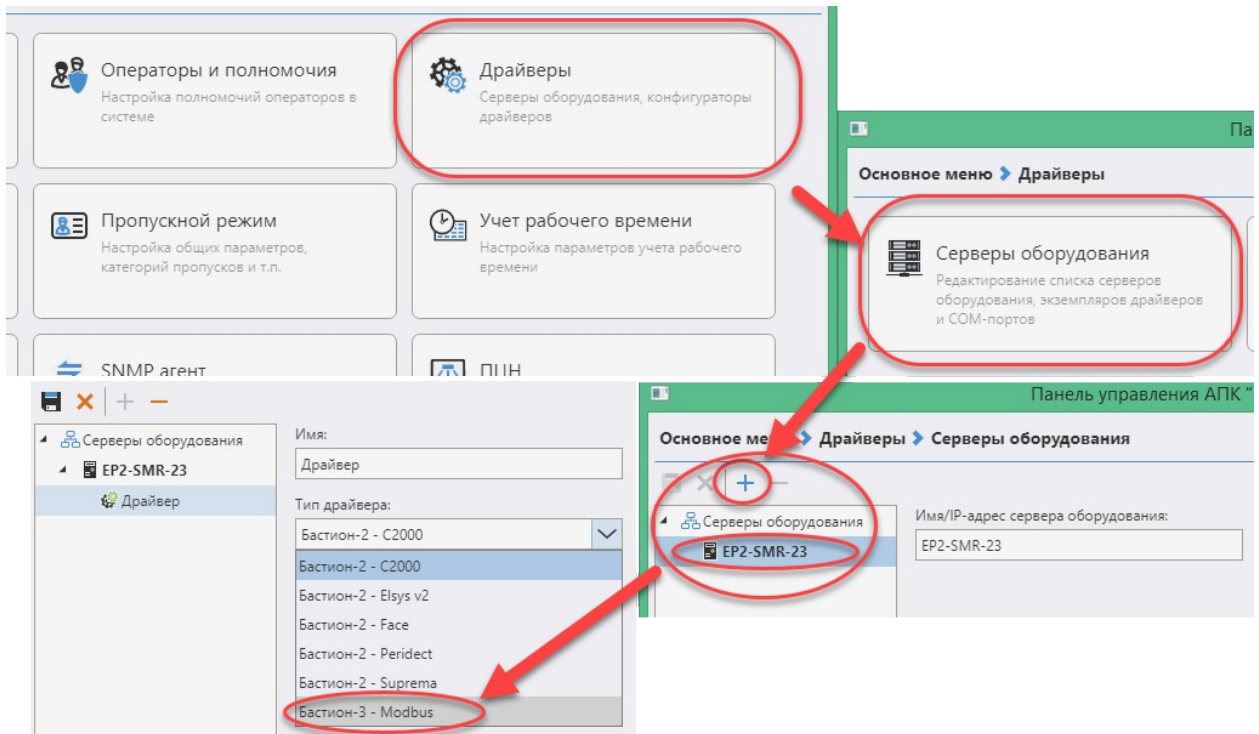 Операторы и полномочия
Настройка полномочий операторов в
системе
Драйверы
Серверы оборудования, конфигураторы
драйверов
Пропускной режим
Настройка общих параметров,
категорий пропусков и т.п.
Учет рабочего времени
Настройка параметров учета рабочего
времени
SNMP агент
ПЦН
Па
Основное меню Драйверы
Серверы оборудования
Редактирование списка серверов
оборудования, экземпляров драйверов
и COM-портов
Серверы оборудования
EP2-SMR-23
Драйвер
Имя:
Драйвер
Тип драйвера:
Бастион-2 - C2000
Бастион-2 - C2000
Бастион-2 - Elsys v2
Бастион-2 - Face
Бастион-2 - Peridect
Бастион-2 - Suprema
Бастион-3 - Modbus
Панель управления АПК "
Основное ме Драйверы Серверы оборудования
Серверы оборудования
EP2-SMR-23
Имя/IP-адрес сервера оборудования:
EP2-SMR-23